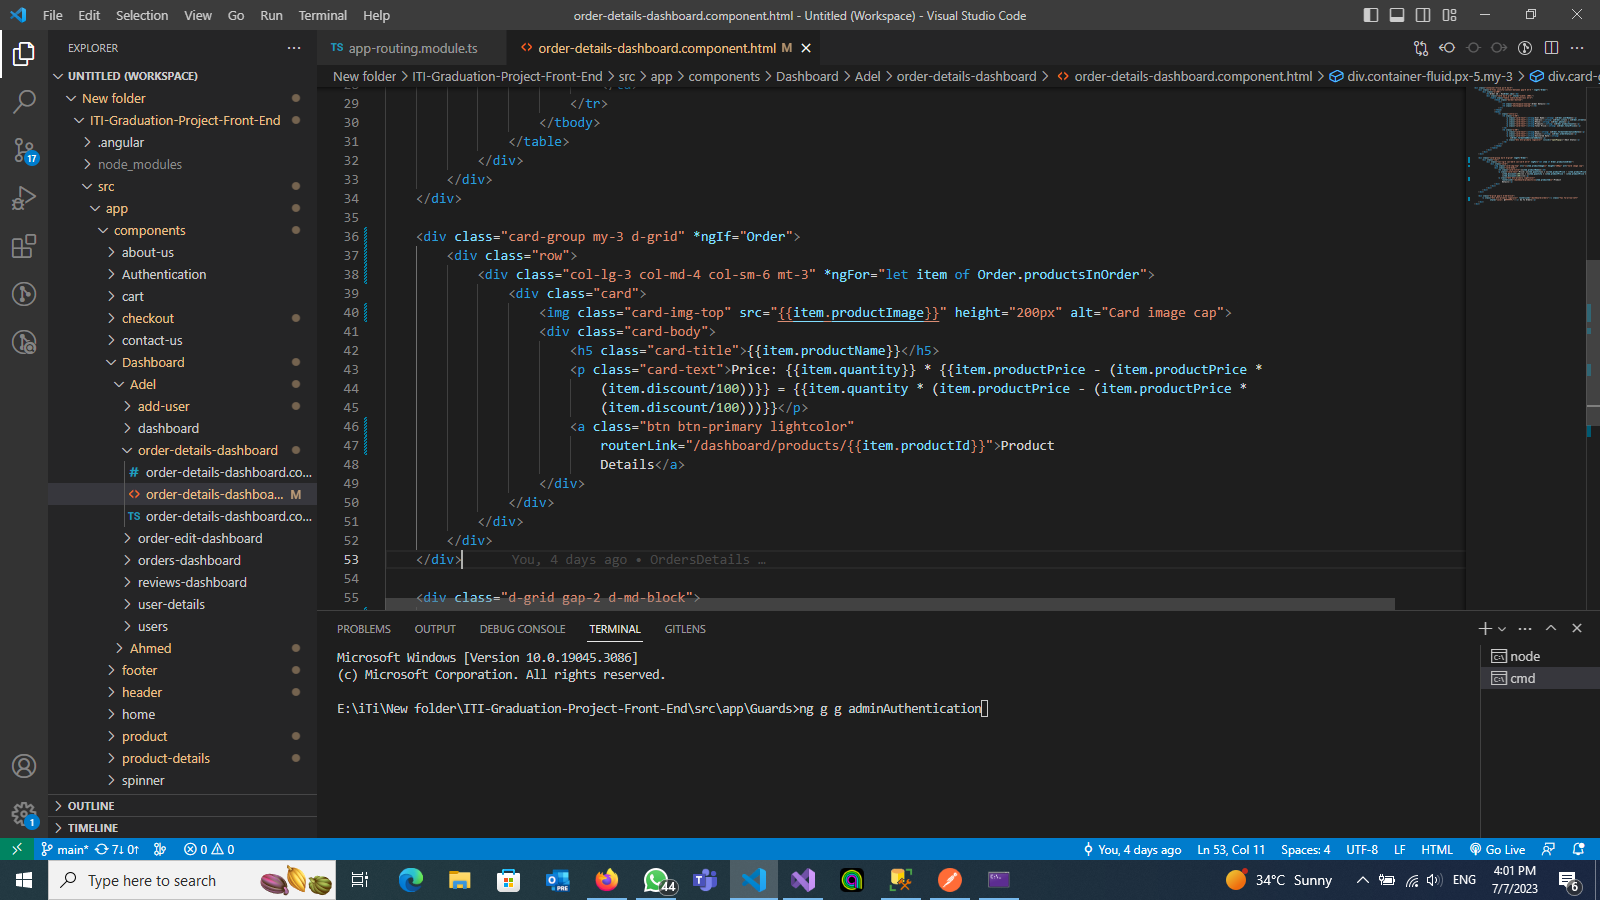 File Edit Selection View Go Run Terminal Help
order-details-dashboard.component.html - Untitled (Workspace) - Visual Studio Code
EXPLORER
UNTITLED (WORKSPACE)
New folder
ITI-Graduation-Project-Front-End
.angular
node_modules
src
app
components
about-us
Authentication
cart
checkout
contact-us
Dashboard
Adel
add-user
dashboard
order-details-dashboard
# order-details-dashboard.co...
<> order-details-dashboa... M
TS order-details-dashboard.co...
order-edit-dashboard
orders-dashboard
reviews-dashboard
user-details
users
Ahmed
footer
header
home
product
product-details
spinner
OUTLINE
TIMELINE
17
1
TS app-routing.module.ts
<> order-details-dashboard.component.html M
New folder > ITI-Graduation-Project-Front-End > src > app > components > Dashboard > Adel > order-details-dashboard > <> order-details-dashboard.component.html > div.container-fluid.px-5.my-3 > div.card-g
29 </tr>
30 </tbody>
31 </table>
32 </div>
33 </div>
34 </div>
35
36 <div class="card-group my-3 d-grid" *ngIf="Order">
37 <div class="row">
38 <div class="col-lg-3 col-md-4 col-sm-6 mt-3" *ngFor="let item of Order.productsInOrder">
39 <div class="card">
40 <img class="card-img-top" src="{{item.productImage}}" height="200px" alt="Card image cap">
41 <div class="card-body">
42 <h5 class="card-title">{{item.productName}}</h5>
43 <p class="card-text">Price: {{item.quantity}} * {{item.productPrice - (item.productPrice *
44 (item.discount/100))}} = {{item.quantity * (item.productPrice - (item.productPrice *
45 (item.discount/100)))}}</p>
46 <a class="btn btn-primary lightcolor"
47 routerLink="/dashboard/products/{{item.productId}}">Product
48 Details</a>
49 </div>
50 </div>
51 </div>
52 </div>
53 </div> You, 4 days ago • OrdersDetails …
54
55 <div class="d-grid gap-2 d-md-block">
PROBLEMS OUTPUT DEBUG CONSOLE TERMINAL GITLENS
Microsoft Windows [Version 10.0.19045.3086]
(c) Microsoft Corporation. All rights reserved.
E:\iTi\New folder\ITI-Graduation-Project-Front-End\src\app\Guards>ng g g adminAuthentication
node
cmd
main* 7↓ 0↑ 0 0
You, 4 days ago Ln 53, Col 11 Spaces: 4 UTF-8 LF HTML Go Live
Type here to search
PRE
44
34°C Sunny
ENG
4:01 PM
7/7/2023
6